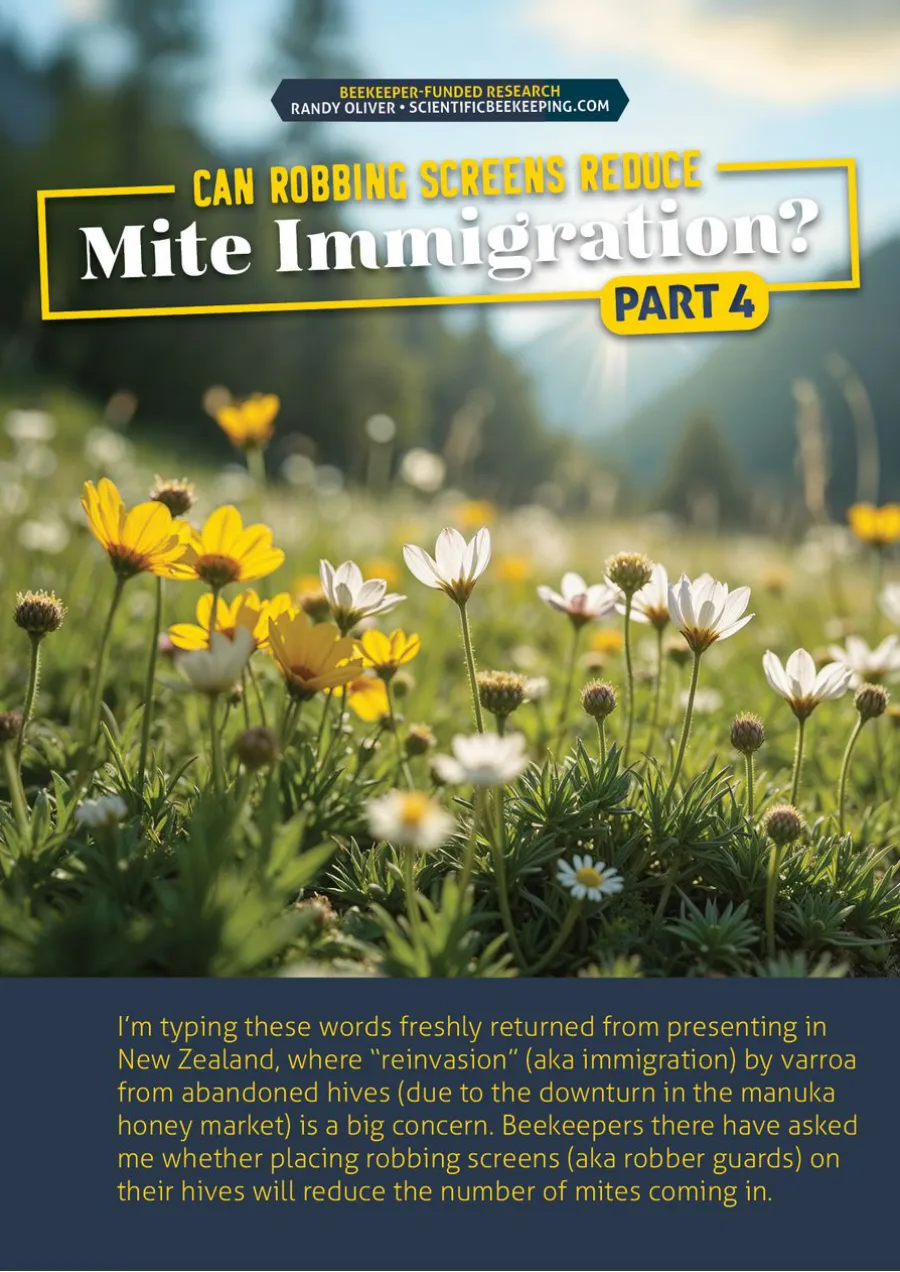 BEEKEEPER-FUNDED RESEARCH
RANDY OLIVER • SCIENTIFICBEEKEEPING.COM
CAN ROBBING SCREENS REDUCE
Mite Immigration?
PART 4
I'm typing these words freshly returned from presenting in
New Zealand, where “reinvasion” (aka immigration) by varroa
from abandoned hives (due to the downturn in the manuka
honey market) is a big concern. Beekeepers there have asked
me whether placing robbing screens (aka robber guards) on
their hives will reduce the number of mites coming in.